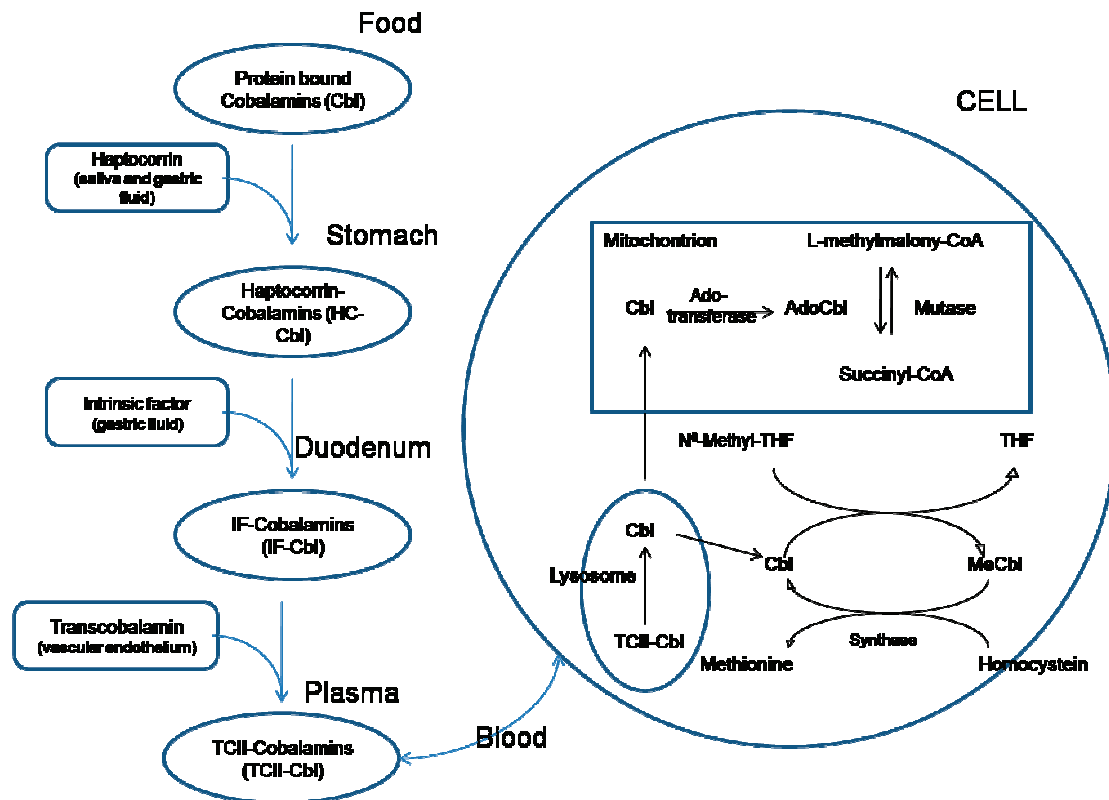 Food
Protein bound
Cobalamins (Cbl)
Haptocorrin
(saliva and gastric
fluid)
Stomach
Haptocorrin-
Cobalamins (HC-
Cbl)
Intrinsic factor
(gastric fluid)
Duodenum
IF-Cobalamins
(IF-Cbl)
Transcobalamin
(vascular endothelium)
Plasma
TCII-Cobalamins
(TCII-Cbl)
Blood
CELL
Mitochontrion
L-methylmalony-CoA
Cbl
Ado-
transferase
AdoCbl
Mutase
Succinyl-CoA
-Methyl-THF
THF
Cbl
Lysosome
TCII-Cbl
Cbl
MeCbl
Synthase
Methionine
Homocystein